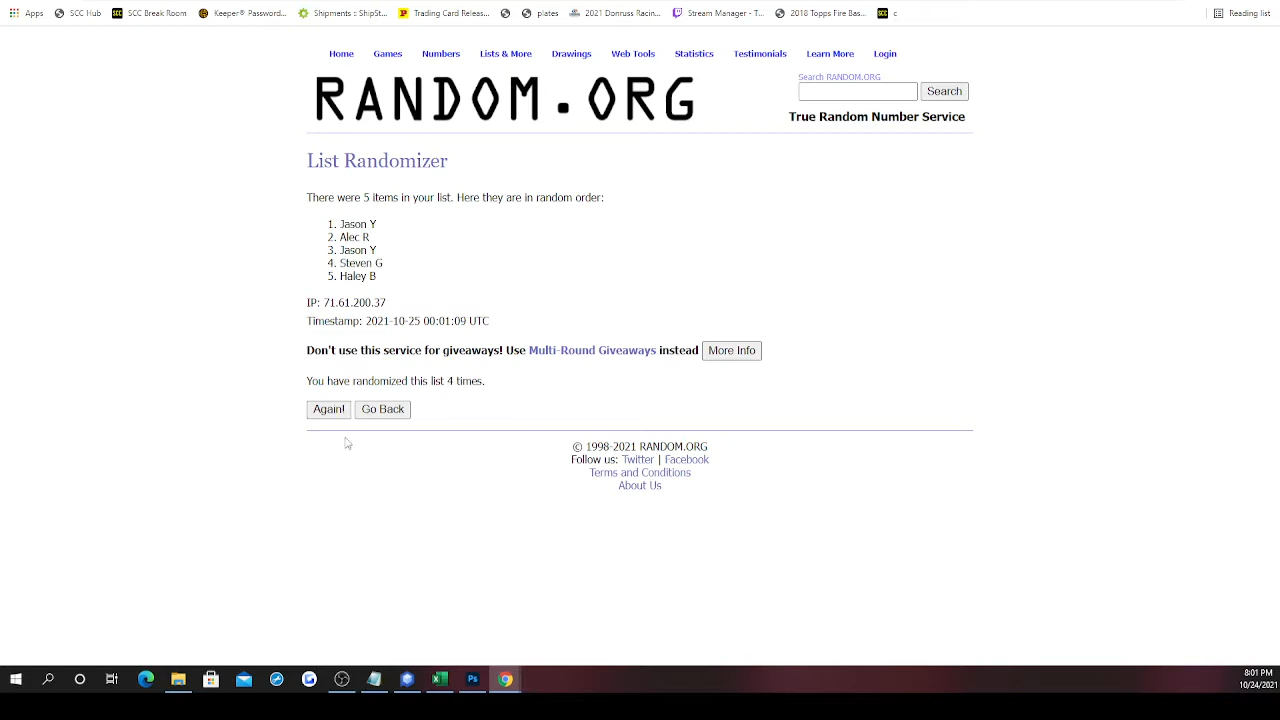 Apps SCC Hub SCC Break Room Keeper® Password... Shipments :: ShipSt... Trading Card Releas... plates 2021 Donruss Racin... Stream Manager - T... 2018 Topps Fire Bas... c Reading list
Home Games Numbers Lists & More Drawings Web Tools Statistics Testimonials Learn More Login
RANDOM.ORG
Search RANDOM.ORG
Search
True Random Number Service
List Randomizer
There were 5 items in your list. Here they are in random order:
1. Jason Y
2. Alec R
3. Jason Y
4. Steven G
5. Haley B
IP: 71.61.200.37
Timestamp: 2021-10-25 00:01:09 UTC
Don't use this service for giveaways! Use Multi-Round Giveaways instead More Info
You have randomized this list 4 times.
Again! Go Back
© 1998-2021 RANDOM.ORG
Follow us: Twitter | Facebook
Terms and Conditions
About Us
8:01 PM
10/24/2021